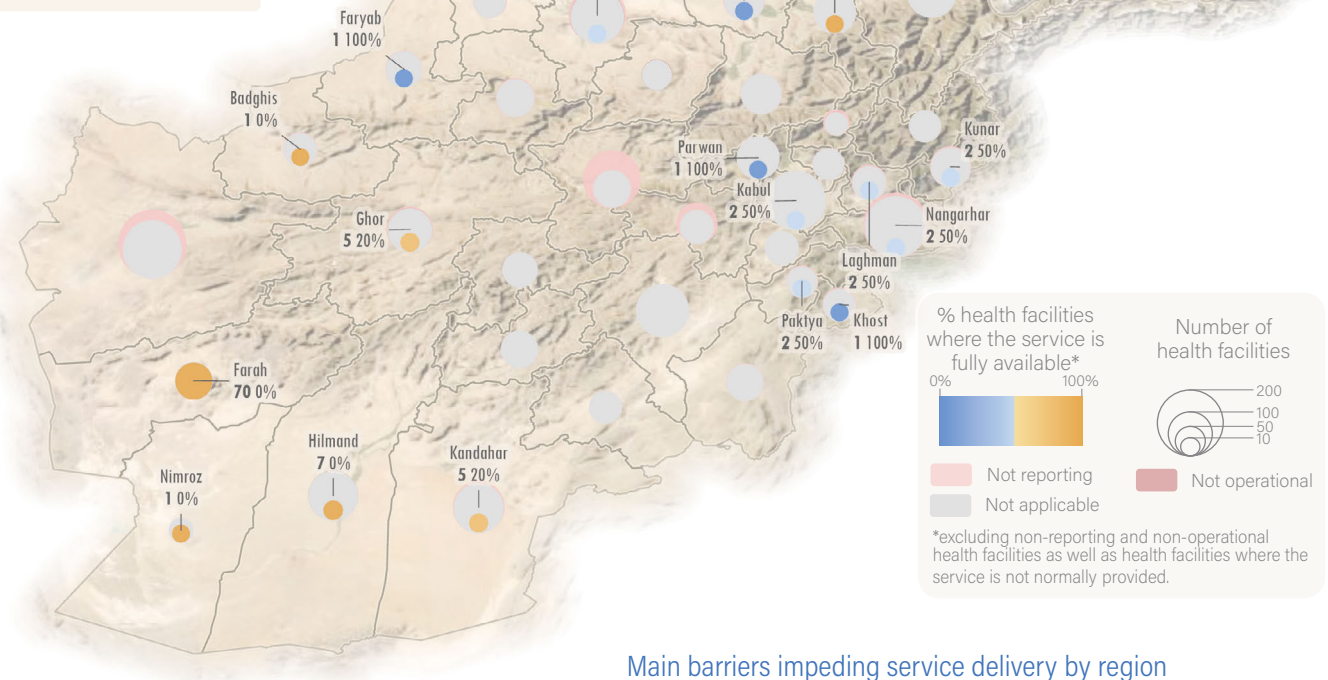 Faryab
1 100%
Badghis
1 0%
Parwan
1 100%
Kunar
2 50%
Kabul
2 50%
Ghor
5 20%
Nangarhar
2 50%
Laghman
2 50%
Paktya
2 50%
Khost
1 100%
Farah
70 0%
Hilmand
7 0%
Kandahar
5 20%
Nimroz
1 0%
% health facilities
where the service is
fully available*
0%
100%
Number of
health facilities
200
100
50
10
Not reporting
Not operational
Not applicable
*excluding non-reporting and non-operational
health facilities as well as health facilities where the
service is not normally provided.
Main barriers impeding service delivery by region